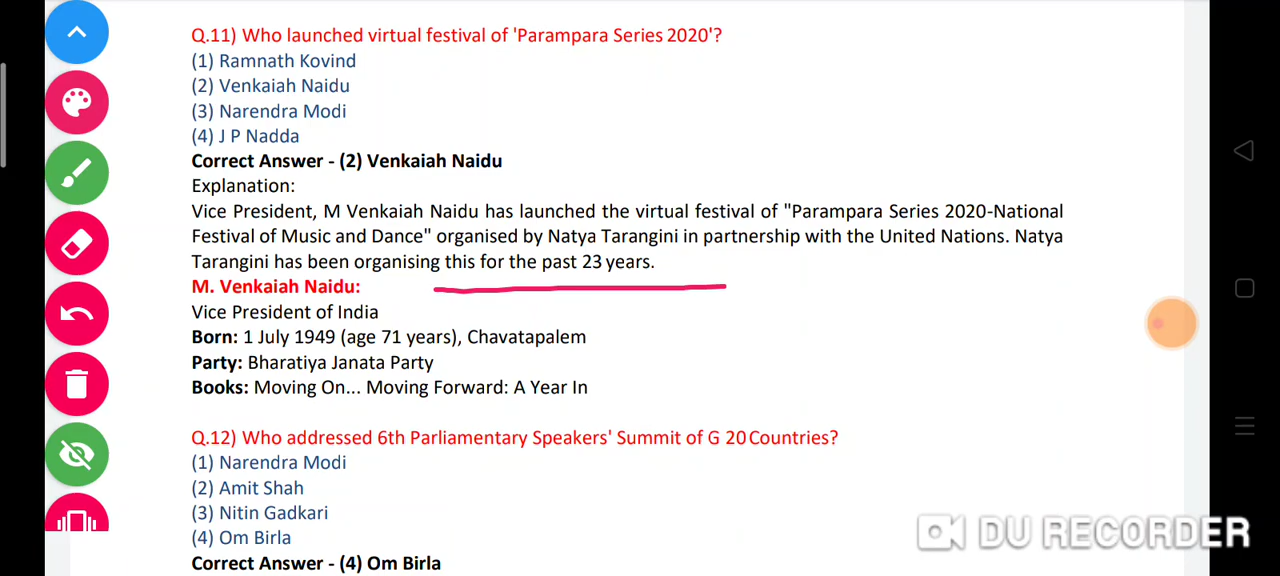 Q.11) Who launched virtual festival of 'Parampara Series 2020'?
(1) Ramnath Kovind
(2) Venkaiah Naidu
(3) Narendra Modi
(4) J P Nadda
Correct Answer - (2) Venkaiah Naidu
Explanation:
Vice President, M Venkaiah Naidu has launched the virtual festival of "Parampara Series 2020-National
Festival of Music and Dance" organised by Natya Tarangini in partnership with the United Nations. Natya
Tarangini has been organising this for the past 23 years.
M. Venkaiah Naidu:
Vice President of India
Born: 1 July 1949 (age 71 years), Chavatapalem
Party: Bharatiya Janata Party
Books: Moving On... Moving Forward: A Year In
Q.12) Who addressed 6th Parliamentary Speakers' Summit of G 20 Countries?
(1) Narendra Modi
(2) Amit Shah
(3) Nitin Gadkari
(4) Om Birla
Correct Answer - (4) Om Birla
DU RECORDER